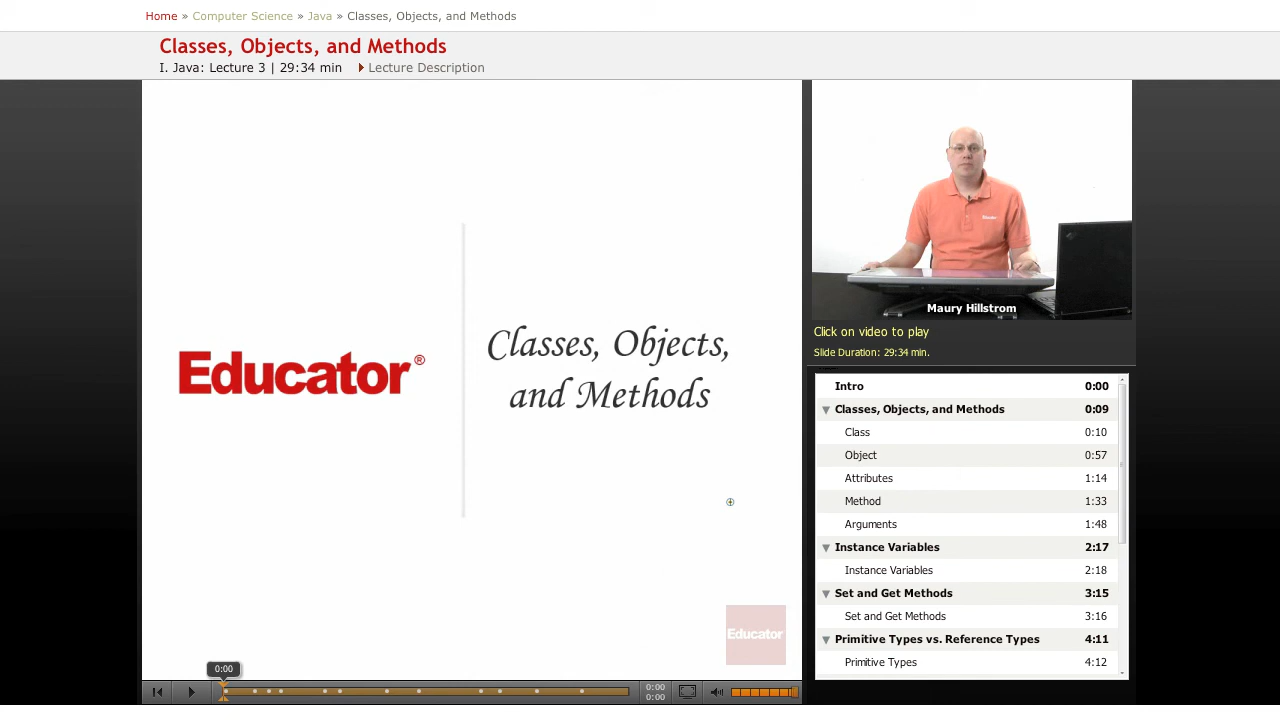 Home » Computer Science » Java » Classes, Objects, and Methods
Classes, Objects, and Methods
I. Java: Lecture 3 | 29:34 min Lecture Description
Educator®
Classes, Objects,
and Methods
Educator
0:00
0:00
0:00
Educator
Maury Hillstrom
Click on video to play
Slide Duration: 29:34 min.
Intro 0:00
Classes, Objects, and Methods 0:09
Class 0:10
Object 0:57
Attributes 1:14
Method 1:33
Arguments 1:48
Instance Variables 2:17
Instance Variables 2:18
Set and Get Methods 3:15
Set and Get Methods 3:16
Primitive Types vs. Reference Types 4:11
Primitive Types 4:12